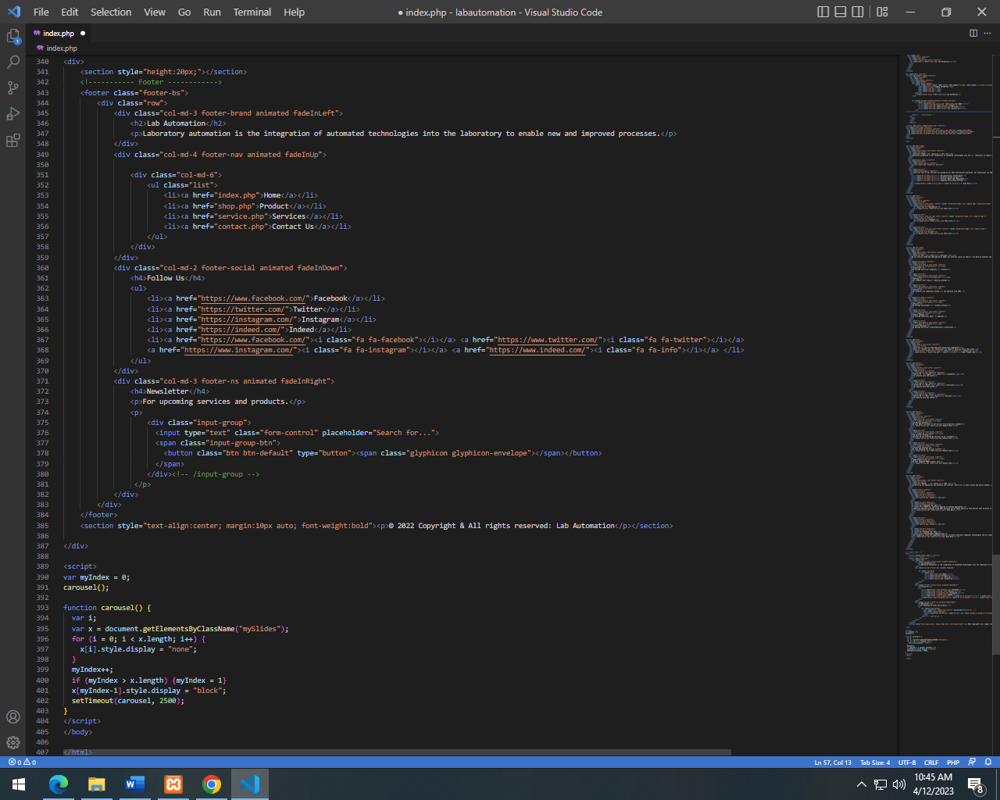 File Edit Selection View Go Run Terminal Help
● index.php - labautomation - Visual Studio Code
index.php ●
index.php
1
340 <div>
341 <section style="height:20px;"></section>
342 <!----------- Footer ------------>
343 <footer class="footer-bs">
344 <div class="row">
345 <div class="col-md-3 footer-brand animated fadeInLeft">
346 <h2>Lab Automation</h2>
347 <p>Laboratory automation is the integration of automated technologies into the laboratory to enable new and improved processes.</p>
348 </div>
349 <div class="col-md-4 footer-nav animated fadeInUp">
350
351 <div class="col-md-6">
352 <ul class="list">
353 <li><a href="index.php">Home</a></li>
354 <li><a href="shop.php">Product</a></li>
355 <li><a href="service.php">Services</a></li>
356 <li><a href="contact.php">Contact Us</a></li>
357 </ul>
358 </div>
359 </div>
360 <div class="col-md-2 footer-social animated fadeInDown">
361 <h4>Follow Us</h4>
362 <ul>
363 <li><a href="https://www.facebook.com/">Facebook</a></li>
364 <li><a href="https://twitter.com/">Twitter</a></li>
365 <li><a href="https://instagram.com/">Instagram</a></li>
366 <li><a href="https://indeed.com/">Indeed</a></li>
367 <li><a href="https://www.facebook.com/"><i class="fa fa-facebook"></i></a> <a href="https://www.twitter.com/"><i class="fa fa-twitter"></i></a>
368 <a href="https://www.instagram.com/"><i class="fa fa-instagram"></i></a> <a href="https://www.indeed.com/"><i class="fa fa-info"></i></a> </li>
369 </ul>
370 </div>
371 <div class="col-md-3 footer-ns animated fadeInRight">
372 <h4>Newsletter</h4>
373 <p>For upcoming services and products.</p>
374 <p>
375 <div class="input-group">
376 <input type="text" class="form-control" placeholder="Search for...">
377 <span class="input-group-btn">
378 <button class="btn btn-default" type="button"><span class="glyphicon glyphicon-envelope"></span></button>
379 </span>
380 </div><!-- /input-group -->
381 </p>
382 </div>
383 </div>
384 </footer>
385 <section style="text-align:center; margin:10px auto; font-weight:bold"><p>© 2022 Copyright & All rights reserved: Lab Automation</p></section>
386
387 </div>
388
389 <script>
390 var myIndex = 0;
391 carousel();
392
393 function carousel() {
394 var i;
395 var x = document.getElementsByClassName("mySlides");
396 for (i = 0; i < x.length; i++) {
397 x[i].style.display = "none";
398 }
399 myIndex++;
400 if (myIndex > x.length) {myIndex = 1}
401 x[myIndex-1].style.display = "block";
402 setTimeout(carousel, 2500);
403 }
404 </script>
405 </body>
406
407 </html>
0 0 Ln 57, Col 13 Tab Size: 4 UTF-8 CRLF PHP
10:45 AM
4/12/2023
8